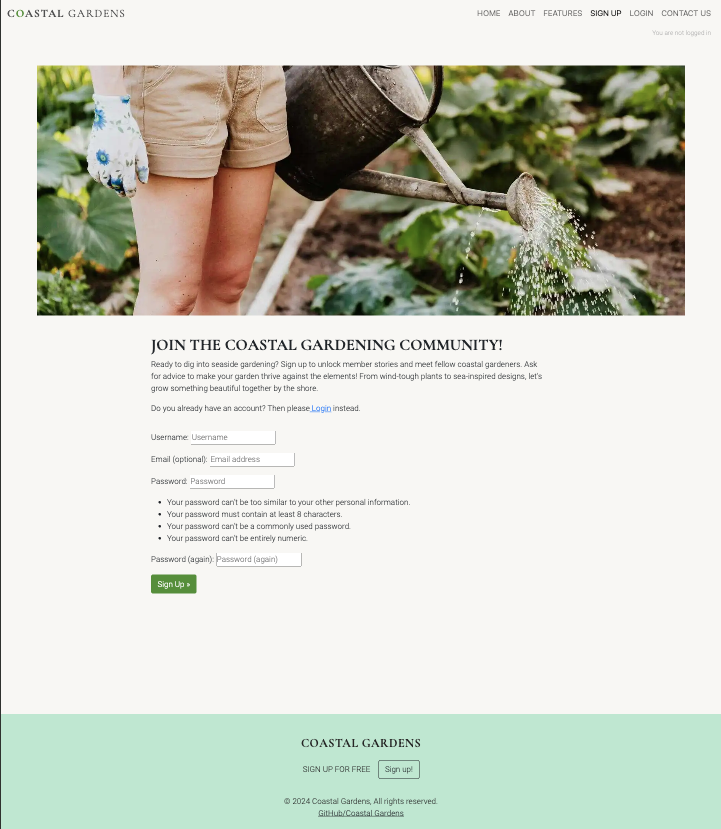 COASTAL GARDENS
HOME ABOUT FEATURES SIGN UP LOGIN CONTACT US
You are not logged in
JOIN THE COASTAL GARDENING COMMUNITY!
Ready to dig into seaside gardening? Sign up to unlock member stories and meet fellow coastal gardeners. Ask
for advice to make your garden thrive against the elements! From wind-tough plants to sea-inspired designs, let's
grow something beautiful together by the shore.
Do you already have an account? Then please Login instead.
Username: Username
Email (optional): Email address
Password: Password
• Your password can't be too similar to your other personal information.
• Your password must contain at least 8 characters.
• Your password can't be a commonly used password.
• Your password can't be entirely numeric.
Password (again): Password (again)
Sign Up »
COASTAL GARDENS
SIGN UP FOR FREE Sign up!
© 2024 Coastal Gardens, All rights reserved.
GitHub/Coastal Gardens